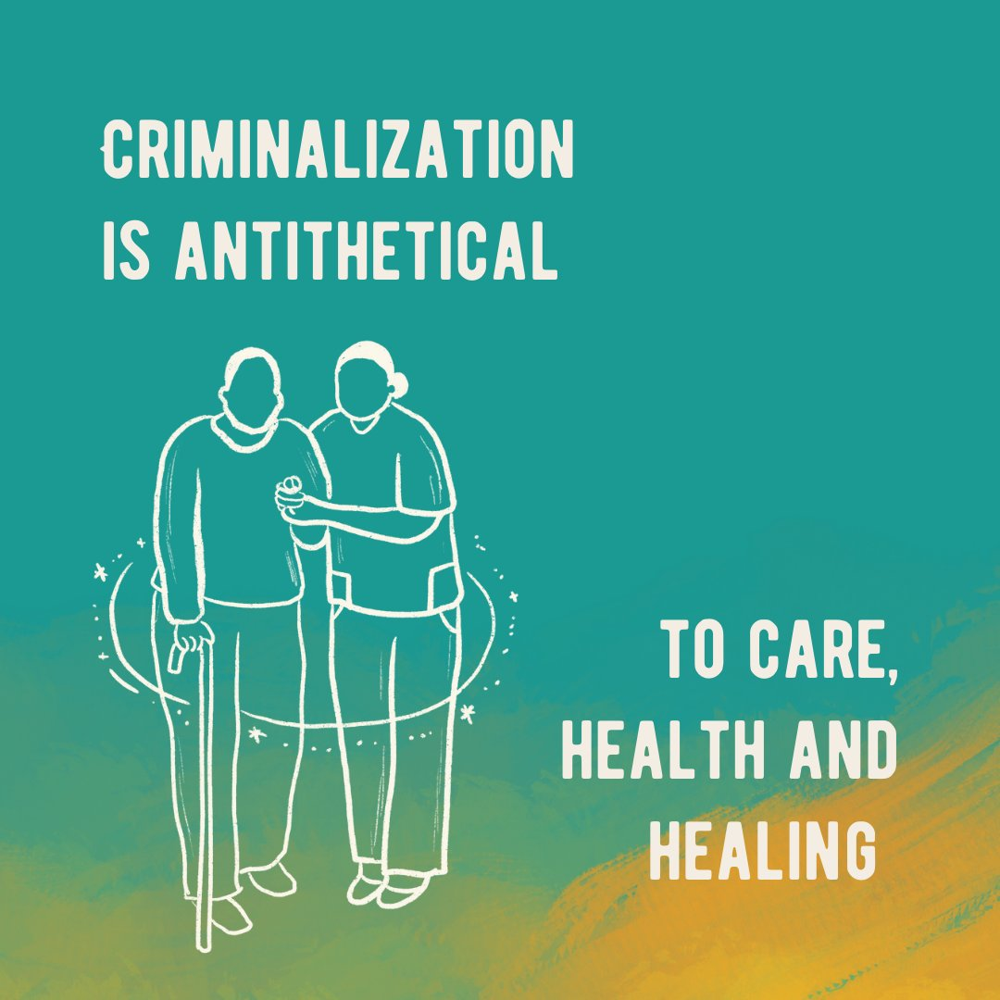 CRIMINALIZATION
IS ANTITHETICAL
TO CARE,
HEALTH AND
HEALING